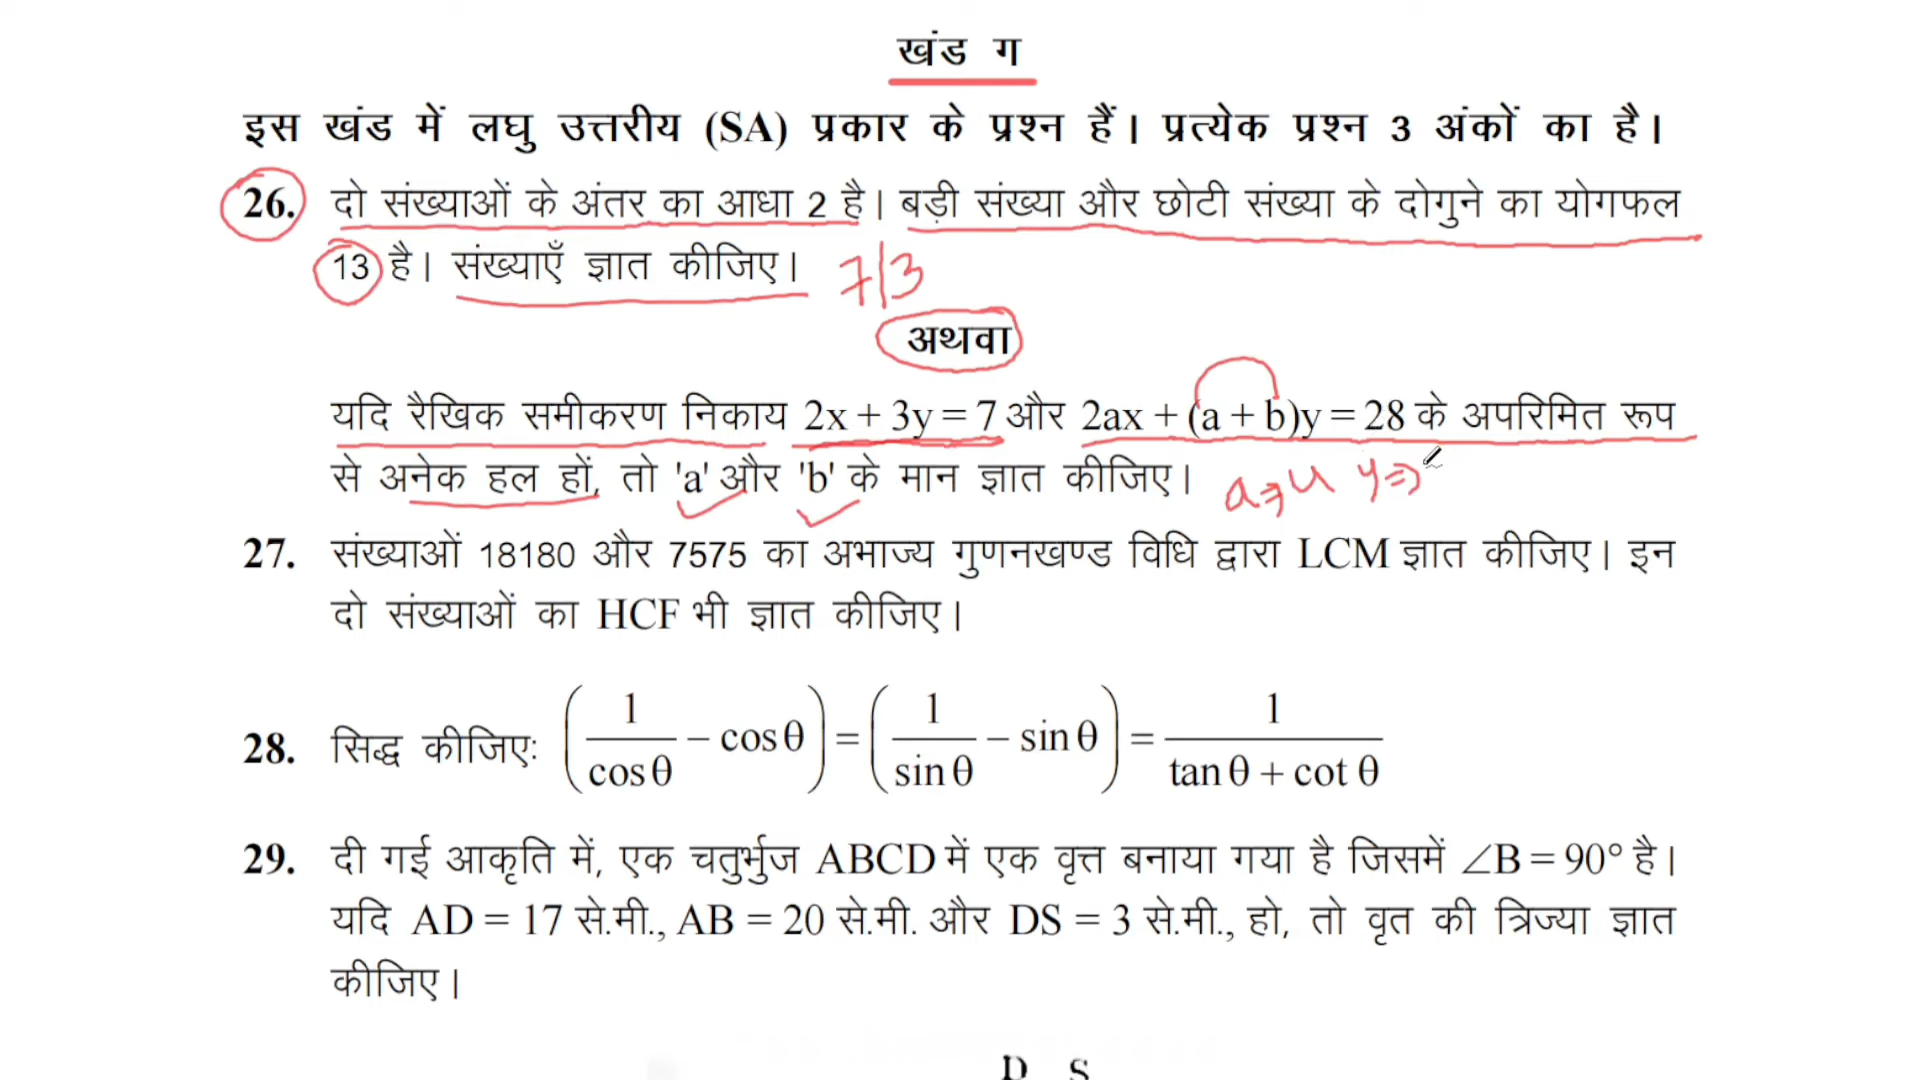 खंड ग
इस खंड में लघु उत्तरीय (SA) प्रकार के प्रश्न हैं। प्रत्येक प्रश्न 3 अंकों का है।
26. दो संख्याओं के अंतर का आधा 2 है। बड़ी संख्या और छोटी संख्या के दोगुने का योगफल
13 है। संख्याएँ ज्ञात कीजिए। 7/3
अथवा
यदि रैखिक समीकरण निकाय 2x + 3y = 7 और 2ax + (a + b)y = 28 के अपरिमित रूप
से अनेक हल हों, तो 'a' और 'b' के मान ज्ञात कीजिए। a ⇒ 4 y ⇒
27. संख्याओं 18180 और 7575 का अभाज्य गुणनखण्ड विधि द्वारा LCM ज्ञात कीजिए। इन
दो संख्याओं का HCF भी ज्ञात कीजिए।
28. सिद्ध कीजिएः (1/cosθ − cosθ) = (1/sinθ − sinθ) = 1/(tanθ + cotθ)
29. दी गई आकृति में, एक चतुर्भुज ABCD में एक वृत्त बनाया गया है जिसमें ∠B = 90° है।
यदि AD = 17 से.मी., AB = 20 से.मी. और DS = 3 से.मी., हो, तो वृत की त्रिज्या ज्ञात
कीजिए।
D S